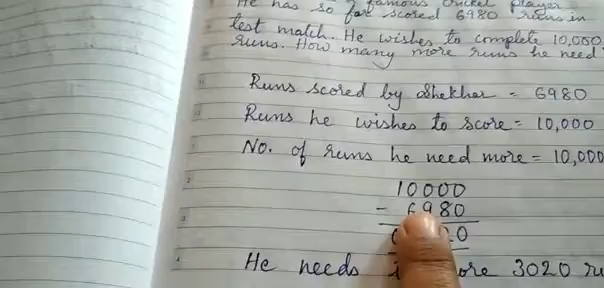 He has so far scored 6980 runs in
test match. He wishes to complete 10,000
runs. How many more runs he need
Runs scored by Shekhar = 6980
Runs he wishes to score = 10,000
No. of runs he need more = 10,000
10000
- 6980
20
He needs more 3020